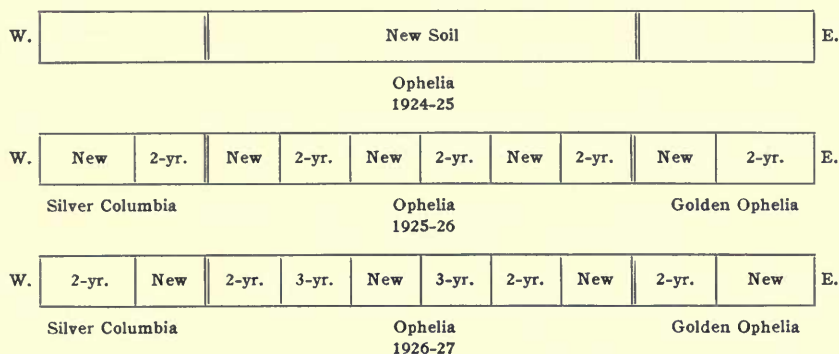 W. New Soil E.
Ophelia
1924-25
W. New 2-yr. New 2-yr. New 2-yr. New 2-yr. New 2-yr. E.
Silver Columbia Ophelia Golden Ophelia
1925-26
W. 2-yr. New 2-yr. 3-yr. New 3-yr. 2-yr. New 2-yr. New E.
Silver Columbia Ophelia Golden Ophelia
1926-27